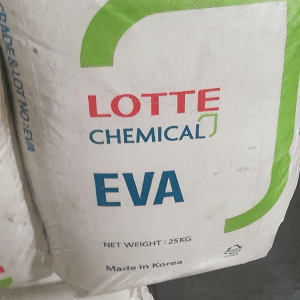 GRADE&LOT NO.:EVA
LOTTE
CHEMICAL
EVA
NET WEIGHT : 25KG
Made in Korea